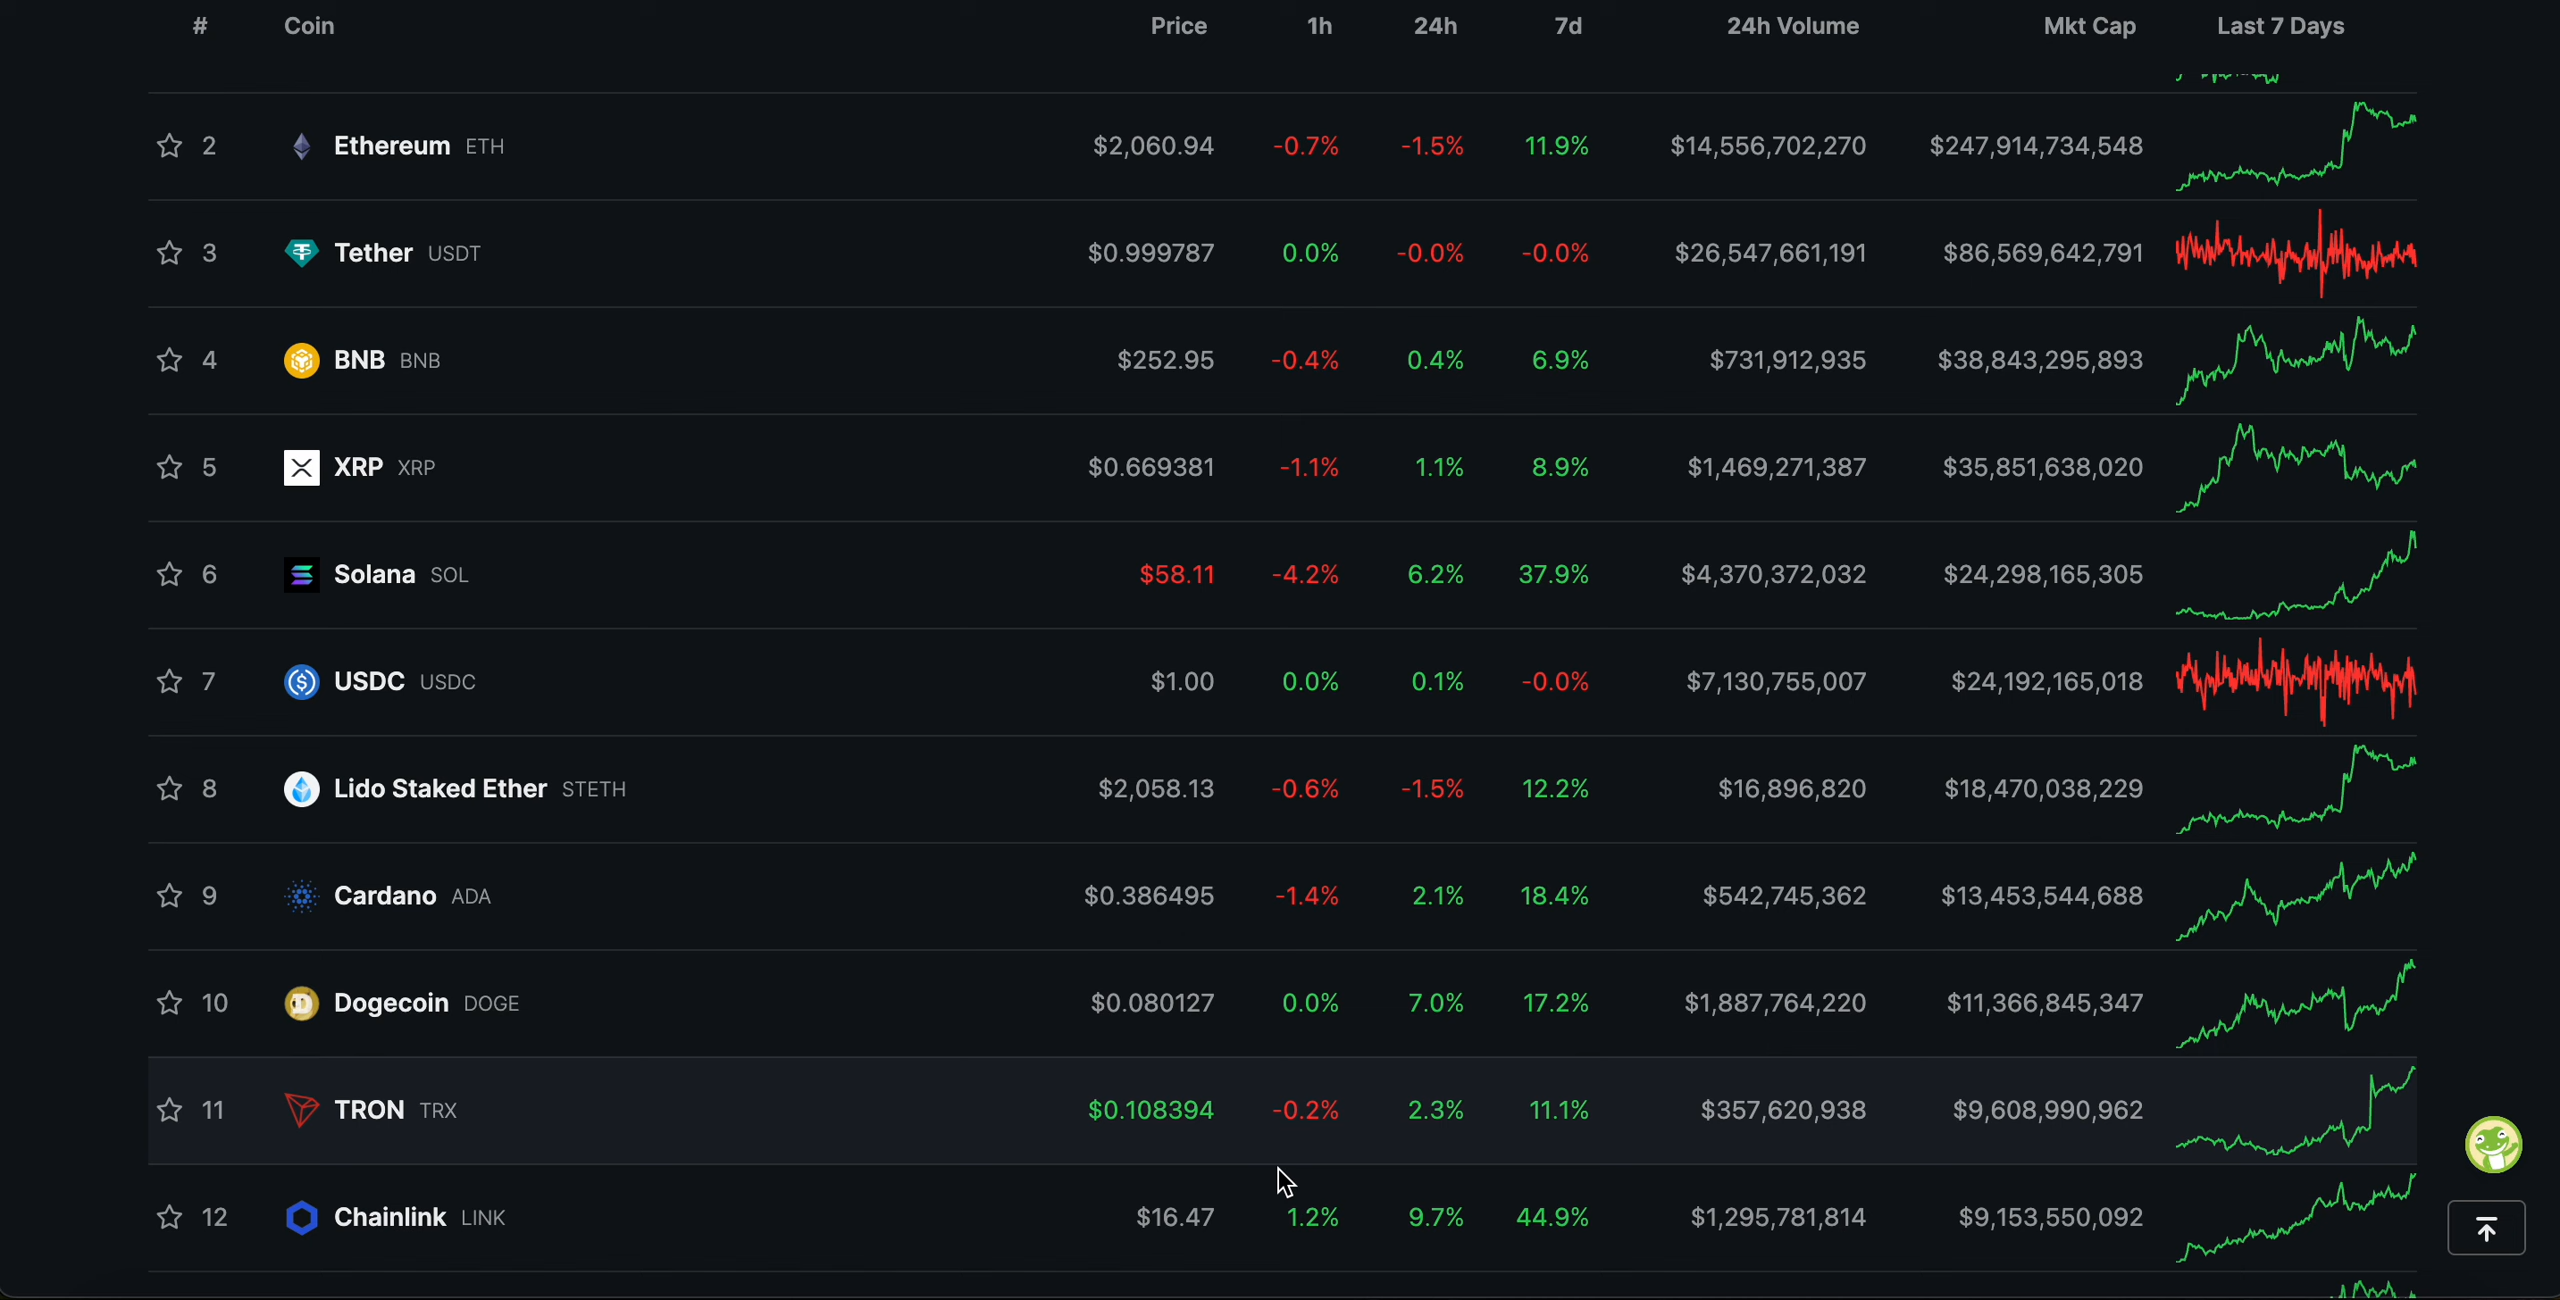 # Coin Price 1h 24h 7d 24h Volume Mkt Cap Last 7 Days
2 Ethereum ETH $2,060.94 -0.7% -1.5% 11.9% $14,556,702,270 $247,914,734,548
3 Tether USDT $0.999787 0.0% -0.0% -0.0% $26,547,661,191 $86,569,642,791
4 BNB BNB $252.95 -0.4% 0.4% 6.9% $731,912,935 $38,843,295,893
5 XRP XRP $0.669381 -1.1% 1.1% 8.9% $1,469,271,387 $35,851,638,020
6 Solana SOL $58.11 -4.2% 6.2% 37.9% $4,370,372,032 $24,298,165,305
7 USDC USDC $1.00 0.0% 0.1% -0.0% $7,130,755,007 $24,192,165,018
8 Lido Staked Ether STETH $2,058.13 -0.6% -1.5% 12.2% $16,896,820 $18,470,038,229
9 Cardano ADA $0.386495 -1.4% 2.1% 18.4% $542,745,362 $13,453,544,688
10 Dogecoin DOGE $0.080127 0.0% 7.0% 17.2% $1,887,764,220 $11,366,845,347
11 TRON TRX $0.108394 -0.2% 2.3% 11.1% $357,620,938 $9,608,990,962
12 Chainlink LINK $16.47 1.2% 9.7% 44.9% $1,295,781,814 $9,153,550,092